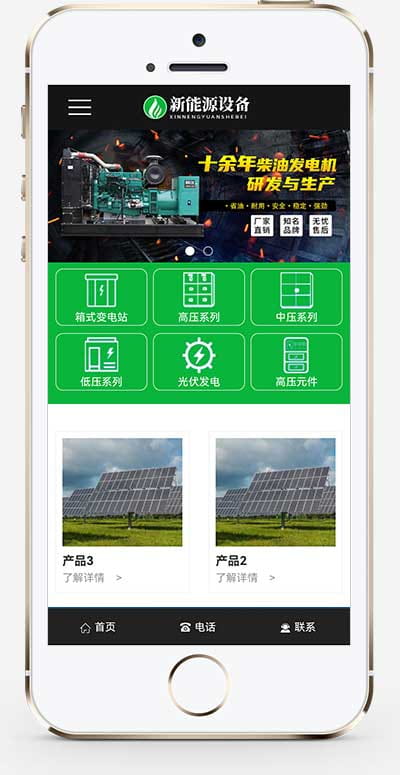 新能源设备
XINNENGYUANSHEBEI
十余年柴油发电机
研发与生产
·省油·耐用·安全·稳定·强劲
厂家 知名 无忧
直销 品牌 售后
箱式变电站 高压系列 中压系列
低压系列 光伏发电 高压元件
产品3 产品2
了解详情 > 了解详情 >
首页 电话 联系